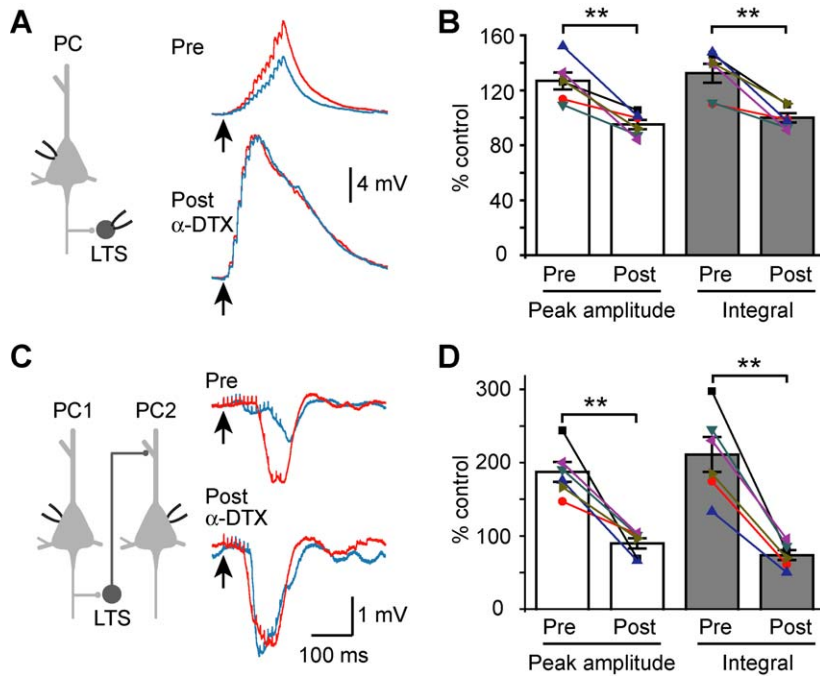 A
PC
LTS
Pre
Post
α-DTX
4 mV
B
% control
160
120
80
40
0
**
**
Pre
Post
Pre
Post
Peak amplitude
Integral
C
PC1
PC2
LTS
Pre
Post
α-DTX
1 mV
100 ms
D
% control
300
200
100
0
**
**
Pre
Post
Pre
Post
Peak amplitude
Integral